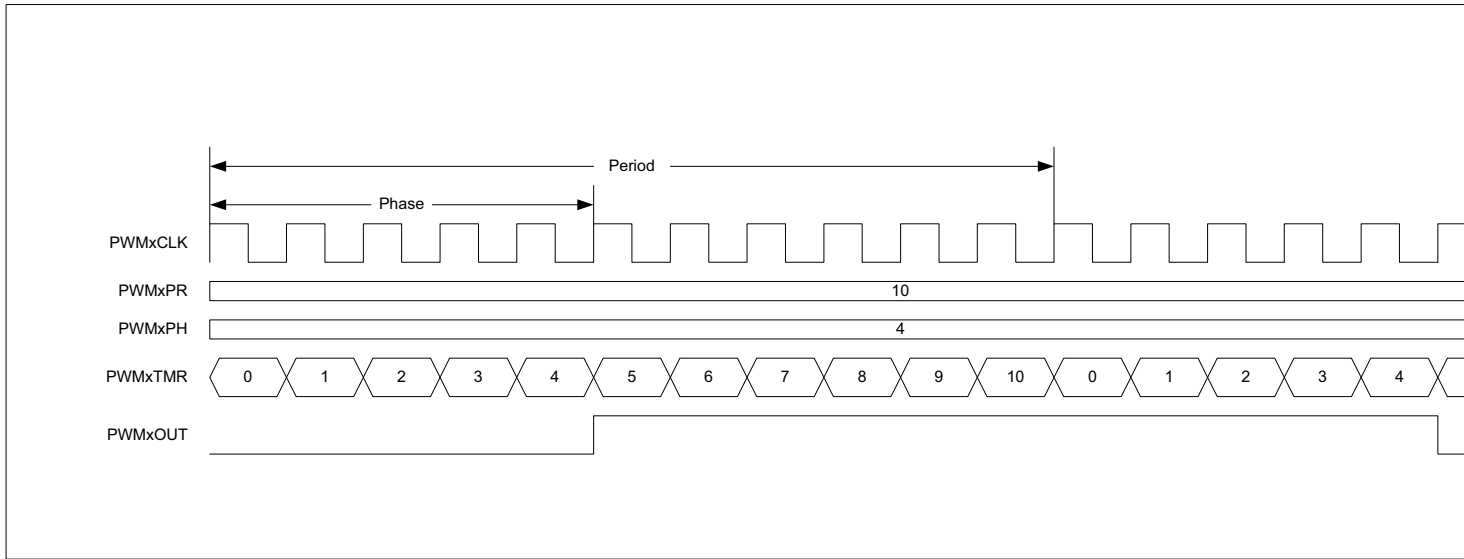 Period
Phase
PWMxCLK
PWMxPR 10
PWMxPH 4
PWMxTMR 0 1 2 3 4 5 6 7 8 9 10 0 1 2 3 4
PWMxOUT